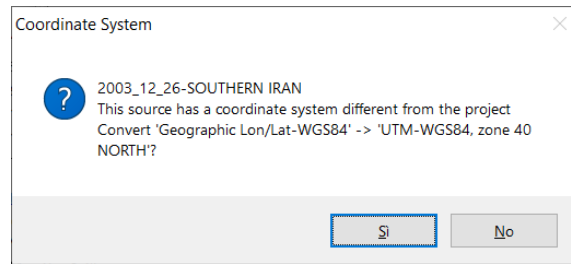 Coordinate System
2003_12_26-SOUTHERN IRAN
This source has a coordinate system different from the project
Convert 'Geographic Lon/Lat-WGS84' -> 'UTM-WGS84, zone 40
NORTH'?
Sì
No